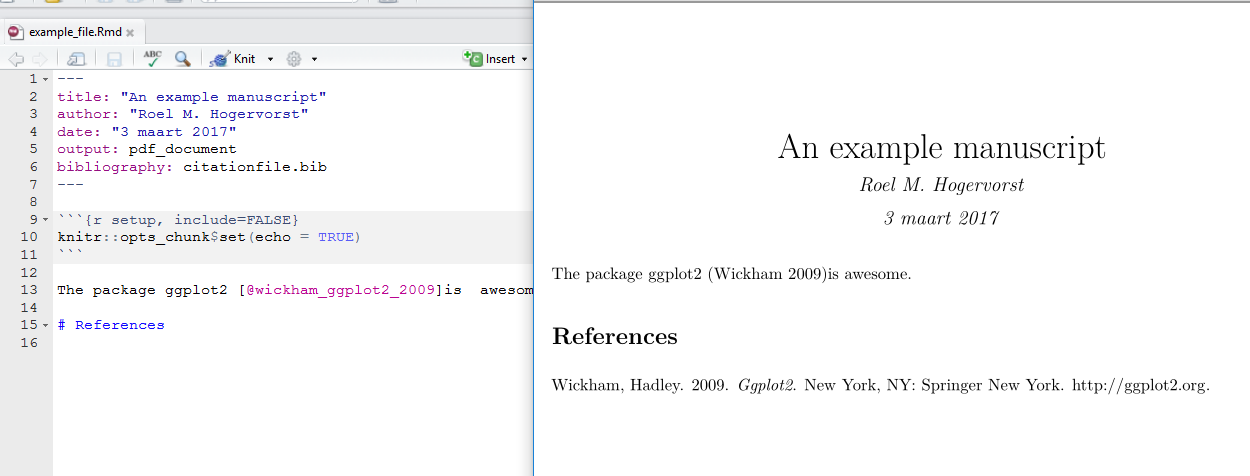 example_file.Rmd
ABC Knit Insert
1 ---
2 title: "An example manuscript"
3 author: "Roel M. Hogervorst"
4 date: "3 maart 2017"
5 output: pdf_document
6 bibliography: citationfile.bib
7 ---
8
9 ```{r setup, include=FALSE}
10 knitr::opts_chunk$set(echo = TRUE)
11 ```
12
13 The package ggplot2 [@wickham_ggplot2_2009]is  awesom
14
15 # References
16
An example manuscript
Roel M. Hogervorst
3 maart 2017
The package ggplot2 (Wickham 2009)is awesome.
References
Wickham, Hadley. 2009. Ggplot2. New York, NY: Springer New York. http://ggplot2.org.